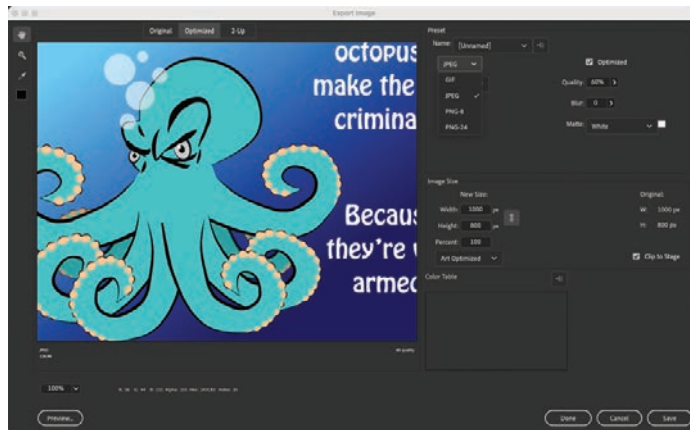 Export Image
Original Optimized 2-Up
Preset
Name: [Unnamed]
JPEG
Optimized
GIF
JPEG
PNG-8
PNG-24
Quality: 60%
Blur: 0
Matte: White
octopus
make the
crimina
Becaus
they're
armed
Image Size
New Size:
Original:
Width: 1000 px
W: 1000 px
Height: 800 px
H: 800 px
Percent: 100
Art Optimized
Clip to Stage
Color Table
JPEG
60 quality
100%
Preview...
Done
Cancel
Save